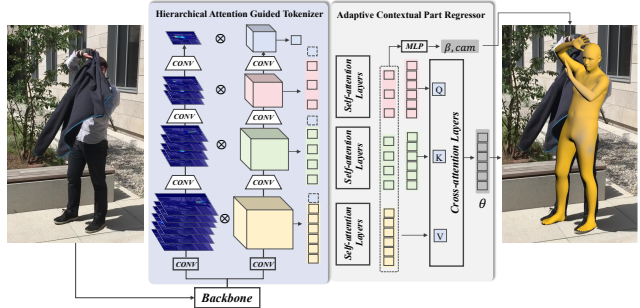 Hierarchical Attention Guided Tokenizer
Adaptive Contextual Part Regressor
CONV
CONV
CONV
CONV
CONV
CONV
CONV
CONV
Backbone
Self-attention Layers
Self-attention Layers
Self-attention Layers
MLP
β, cam
Q
K
V
Cross-attention Layers
θ